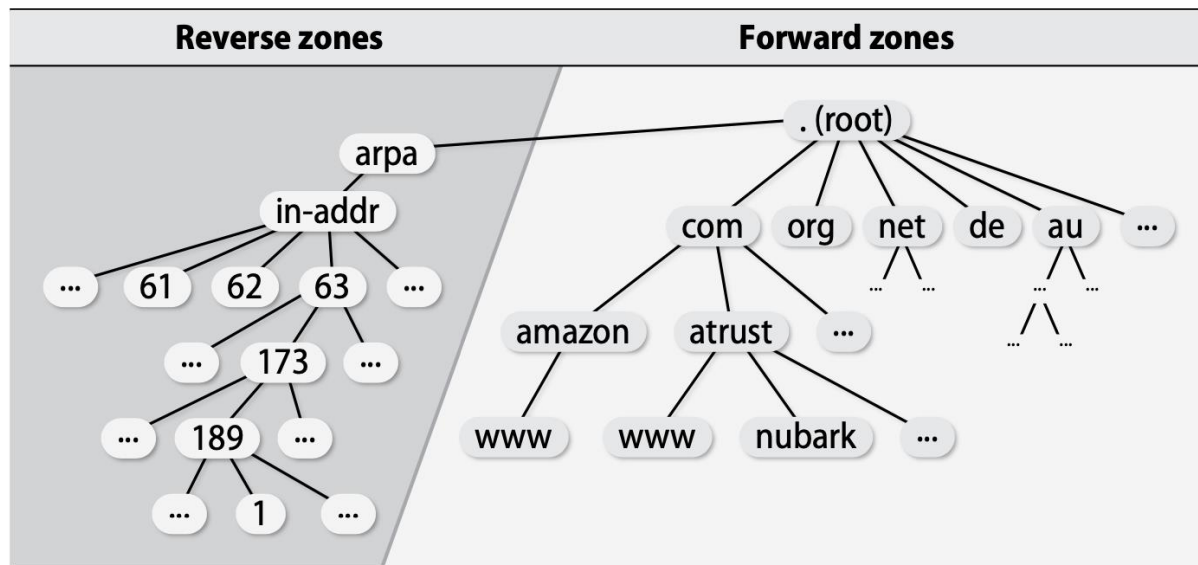 Reverse zones Forward zones
. (root)
arpa
in-addr com org net de au ...
... 61 62 63 ... ... ... ... ...
amazon atrust ... ... ...
... 173 ...
... 189 ... www www nubark ...
... 1 ...